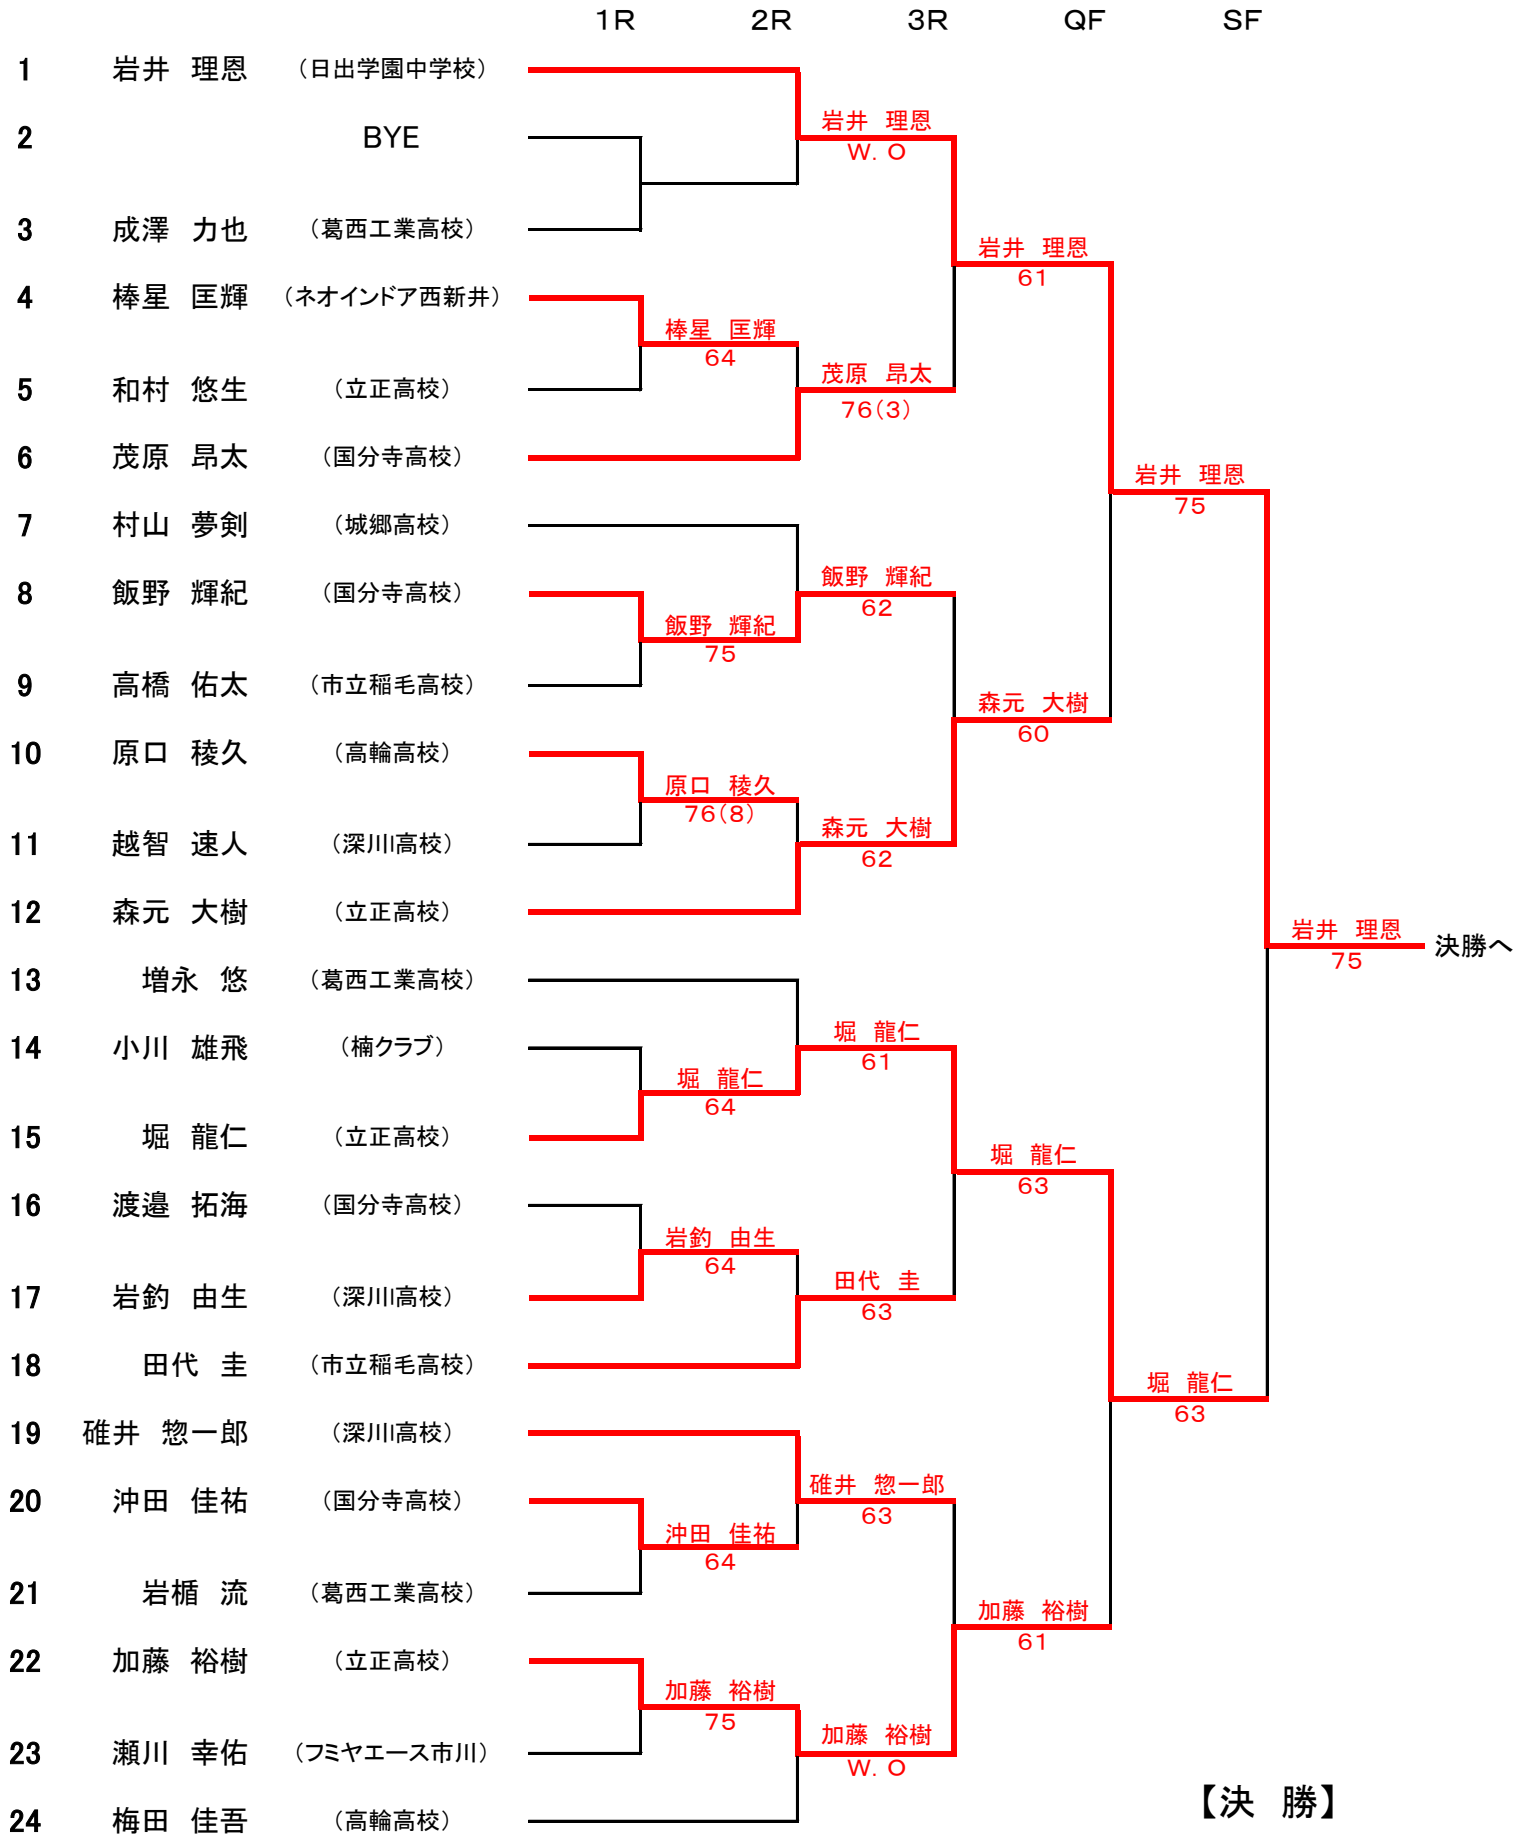 1R 2R 3R QF SF
1 岩井 理恩 （日出学園中学校）
岩井 理恩
2 BYE
W. O
3 成澤 力也 （葛西工業高校）
岩井 理恩
61
4 棒星 匡輝 （ネオインドア西新井）
棒星 匡輝
64
茂原 昂太
5 和村 悠生 （立正高校）
76（3）
6 茂原 昂太 （国分寺高校）
岩井 理恩
75
7 村山 夢剣 （城郷高校）
飯野 輝紀
8 飯野 輝紀 （国分寺高校）
62
飯野 輝紀
75
9 高橋 佑太 （市立稲毛高校）
森元 大樹
60
10 原口 稜久 （高輪高校）
原口 稜久
76（8）
森元 大樹
11 越智 速人 （深川高校）
62
12 森元 大樹 （立正高校）
岩井 理恩
決勝へ
75
13 増永 悠 （葛西工業高校）
堀 龍仁
14 小川 雄飛 （楠クラブ）
61
堀 龍仁
64
15 堀 龍仁 （立正高校）
堀 龍仁
63
16 渡邉 拓海 （国分寺高校）
岩釣 由生
64
田代 圭
17 岩釣 由生 （深川高校）
63
18 田代 圭 （市立稲毛高校）
堀 龍仁
63
19 碓井 惣一郎 （深川高校）
碓井 惣一郎
20 沖田 佳祐 （国分寺高校）
63
沖田 佳祐
64
21 岩楯 流 （葛西工業高校）
加藤 裕樹
61
22 加藤 裕樹 （立正高校）
加藤 裕樹
75
加藤 裕樹
23 瀬川 幸佑 （フミヤエース市川）
W. O
【決 勝】
24 梅田 佳吾 （高輪高校）